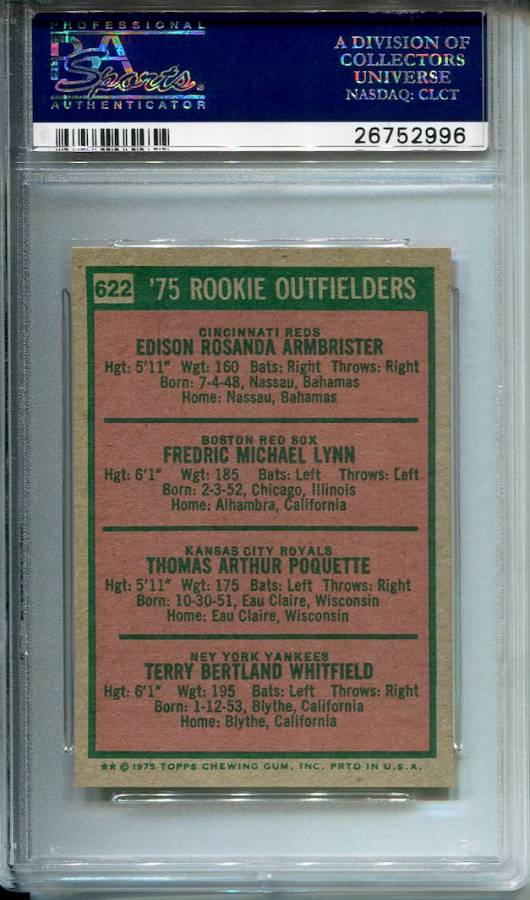 PROFESSIONAL
PSA
Sports
AUTHENTICATOR
A DIVISION OF
COLLECTORS
UNIVERSE
NASDAQ: CLCT
26752996
622 '75 ROOKIE OUTFIELDERS
CINCINNATI REDS
EDISON ROSANDA ARMBRISTER
Hgt: 5'11" Wgt: 160 Bats: Right Throws: Right
Born: 7-4-48, Nassau, Bahamas
Home: Nassau, Bahamas
BOSTON RED SOX
FREDRIC MICHAEL LYNN
Hgt: 6'1" Wgt: 185 Bats: Left Throws: Left
Born: 2-3-52, Chicago, Illinois
Home: Alhambra, California
KANSAS CITY ROYALS
THOMAS ARTHUR POQUETTE
Hgt: 5'11" Wgt: 175 Bats: Left Throws: Right
Born: 10-30-51, Eau Claire, Wisconsin
Home: Eau Claire, Wisconsin
NEW YORK YANKEES
TERRY BERTLAND WHITFIELD
Hgt: 6'1" Wgt: 195 Bats: Left Throws: Right
Born: 1-12-53, Blythe, California
Home: Blythe, California
** © 1975 TOPPS CHEWING GUM, INC. PRTD IN U.S.A.